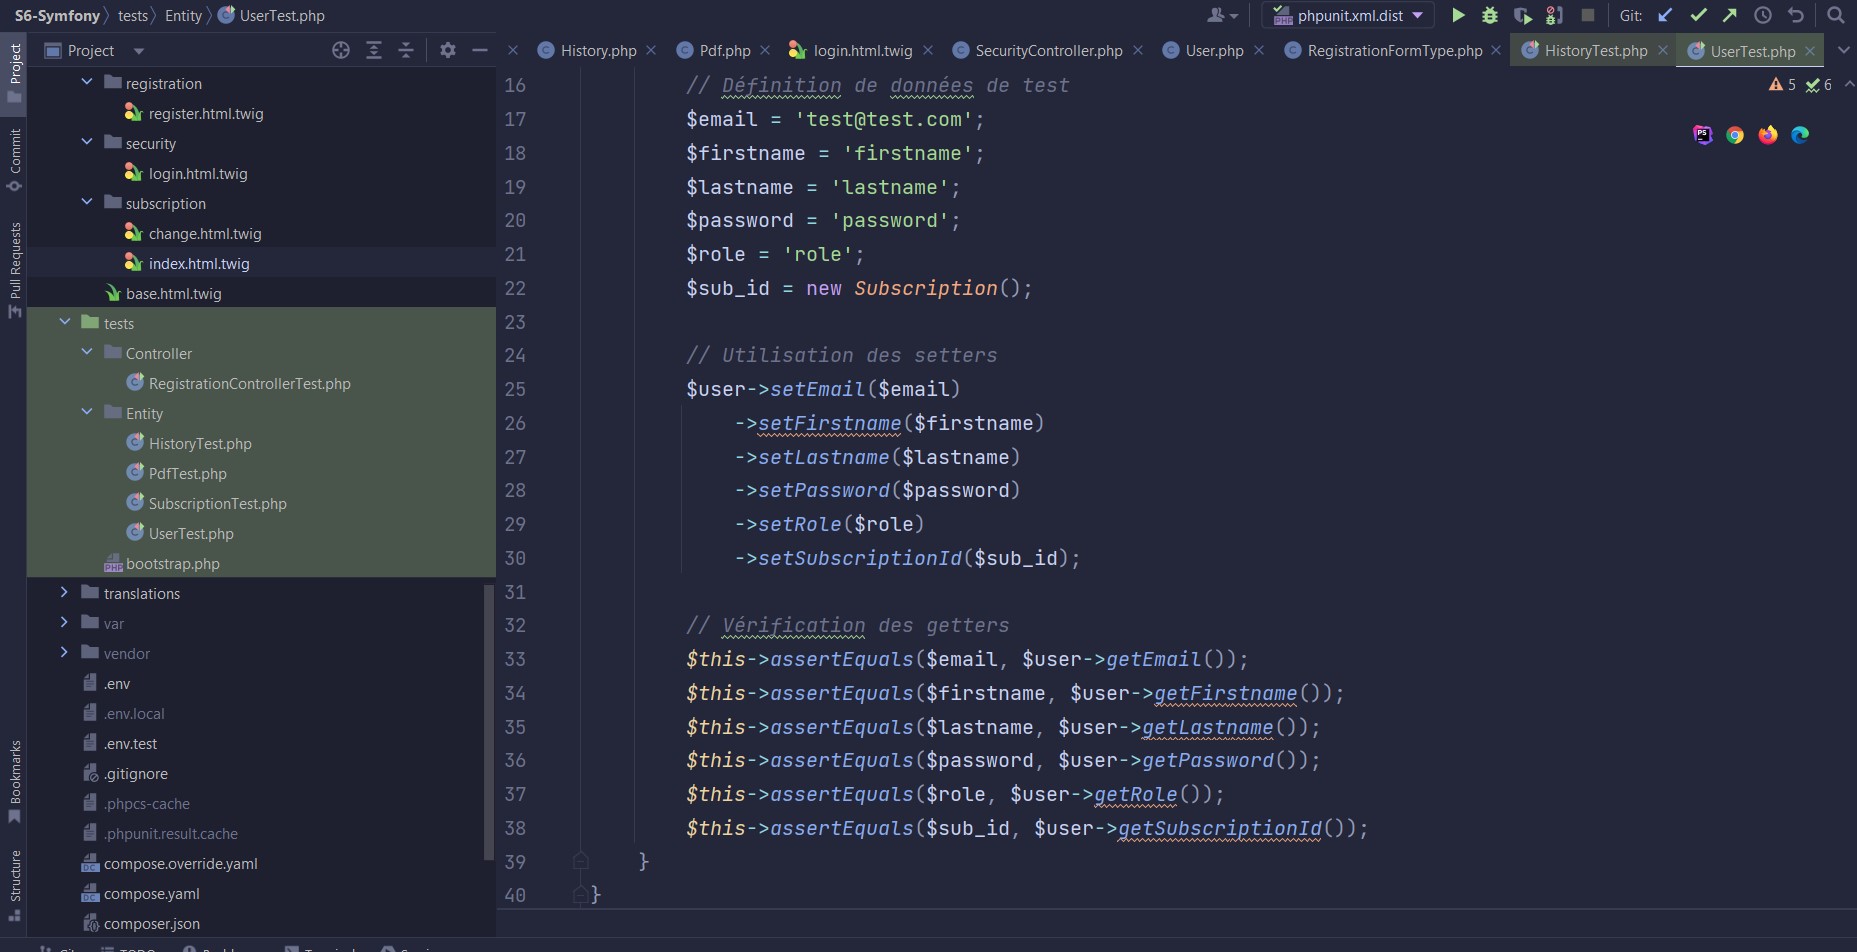 S6-Symfony tests Entity UserTest.php
phpunit.xml.dist Git:
Project
History.php Pdf.php login.html.twig SecurityController.php User.php RegistrationFormType.php HistoryTest.php UserTest.php
Project
Commit
Pull Requests
Bookmarks
Structure
registration
register.html.twig
security
login.html.twig
subscription
change.html.twig
index.html.twig
base.html.twig
tests
Controller
RegistrationControllerTest.php
Entity
HistoryTest.php
PdfTest.php
SubscriptionTest.php
UserTest.php
bootstrap.php
translations
var
vendor
.env
.env.local
.env.test
.gitignore
.phpcs-cache
.phpunit.result.cache
compose.override.yaml
compose.yaml
composer.json
5 6
16 // Définition de données de test
17 $email = 'test@test.com';
18 $firstname = 'firstname';
19 $lastname = 'lastname';
20 $password = 'password';
21 $role = 'role';
22 $sub_id = new Subscription();
23
24 // Utilisation des setters
25 $user->setEmail($email)
26 ->setFirstname($firstname)
27 ->setLastname($lastname)
28 ->setPassword($password)
29 ->setRole($role)
30 ->setSubscriptionId($sub_id);
31
32 // Vérification des getters
33 $this->assertEquals($email, $user->getEmail());
34 $this->assertEquals($firstname, $user->getFirstname());
35 $this->assertEquals($lastname, $user->getLastname());
36 $this->assertEquals($password, $user->getPassword());
37 $this->assertEquals($role, $user->getRole());
38 $this->assertEquals($sub_id, $user->getSubscriptionId());
39 }
40 }